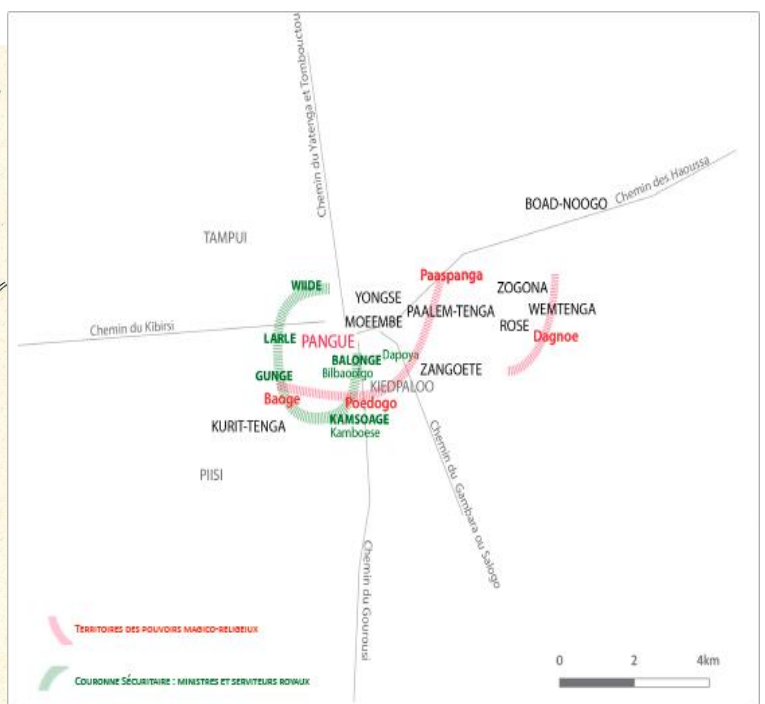 Chemin du Yatenga et Tombouctou
Chemin des Haoussa
BOAD-NOOGO
TAMPUI
Paaspanga
WIIDE
ZOGONA
YONGSE
PAALEM-TENGA
WEMTENGA
MOEEMBE
ROSE
Chemin du Kibirsi
LARLE
PANGUE
Dagnoe
Dapoya
BALONGE
Bilbaoolgo
ZANGOETE
GUNGE
KIEDPALOO
Baoge
Poedogo
KAMSOAGE
KURIT-TENGA
Kamboese
Chemin du Gambara ou Salogo
PIISI
Chemin du Gourousi
TERRITOIRES DES POUVOIRS MAGICO-RELIGEIUX
COURONNE SÉCURITAIRE : MINISTRES ET SERVITEURS ROYAUX
0 2 4km